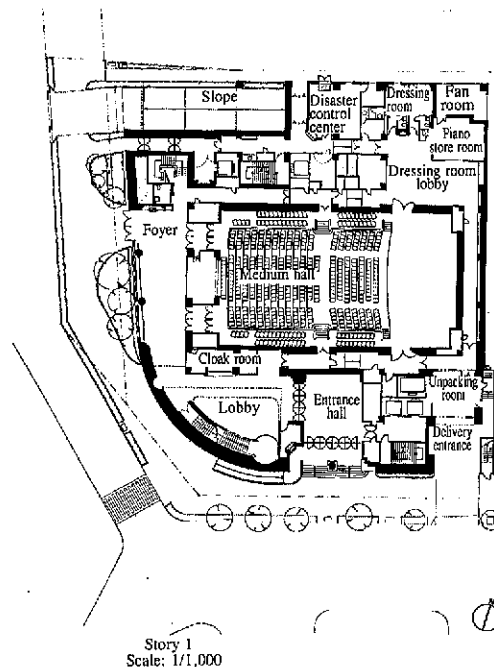 Slope
Disaster
control
center
Dressing
room
Fan
room
Piano
store room
Dressing room
lobby
Foyer
Medium hall
Cloak room
Lobby
Entrance
hall
Unpacking
room
Delivery
entrance
Story 1
Scale: 1/1,000